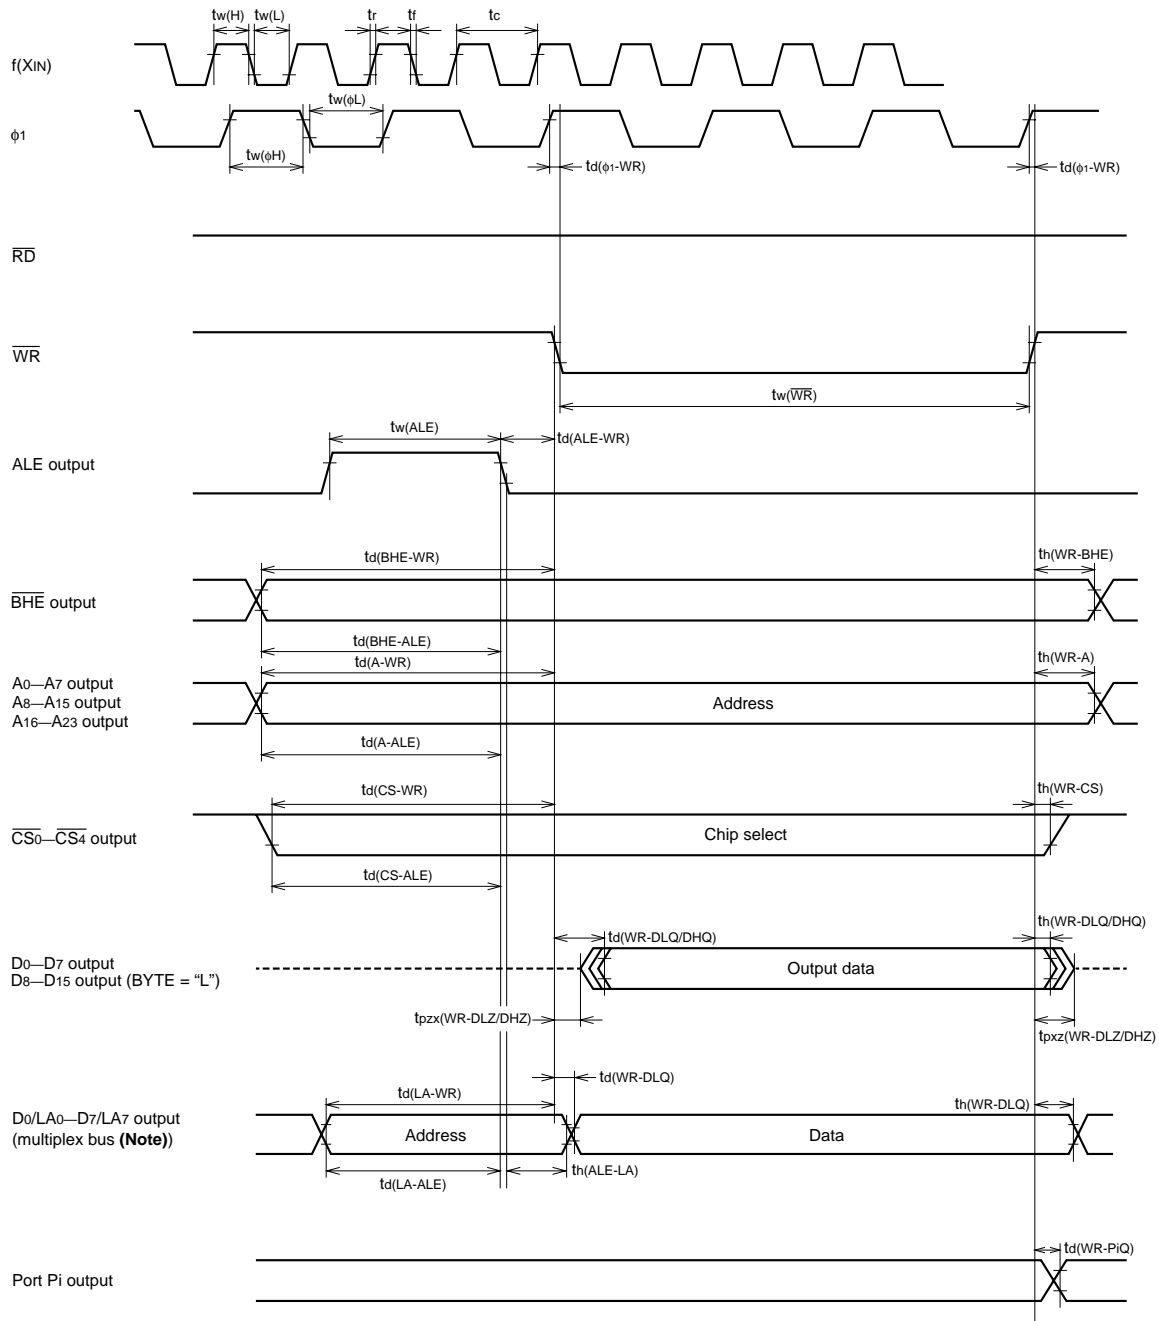 tw(H) tw(L) tr tf tc
f(XIN)
tw(ϕL)
ϕ1
tw(ϕH)
td(ϕ1-WR) td(ϕ1-WR)
RD
WR
tw(WR)
tw(ALE)
td(ALE-WR)
ALE output
td(BHE-WR) th(WR-BHE)
BHE output
td(BHE-ALE)
td(A-WR) th(WR-A)
A0—A7 output
A8—A15 output
Address
A16—A23 output
td(A-ALE)
td(CS-WR) th(WR-CS)
CS0—CS4 output
Chip select
td(CS-ALE)
td(WR-DLQ/DHQ) th(WR-DLQ/DHQ)
D0—D7 output
D8—D15 output (BYTE = “L”)
Output data
tpzx(WR-DLZ/DHZ)
tpxz(WR-DLZ/DHZ)
td(WR-DLQ)
td(LA-WR) th(WR-DLQ)
D0/LA0—D7/LA7 output
(multiplex bus (Note))
Address Data
td(LA-ALE) th(ALE-LA)
td(WR-PiQ)
Port Pi output